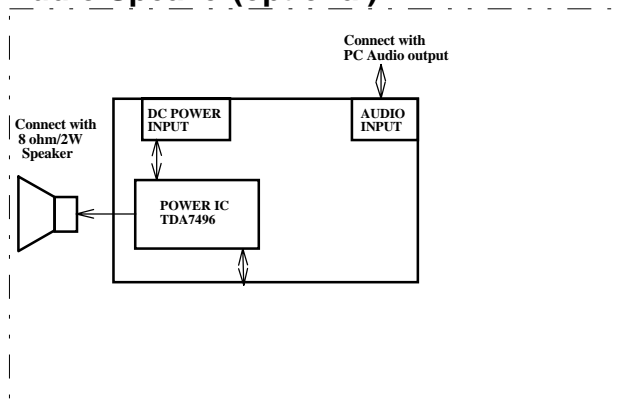 Connect with
PC Audio output
DC POWER
INPUT
AUDIO
INPUT
Connect with
8 ohm/2W
Speaker
POWER IC
TDA7496